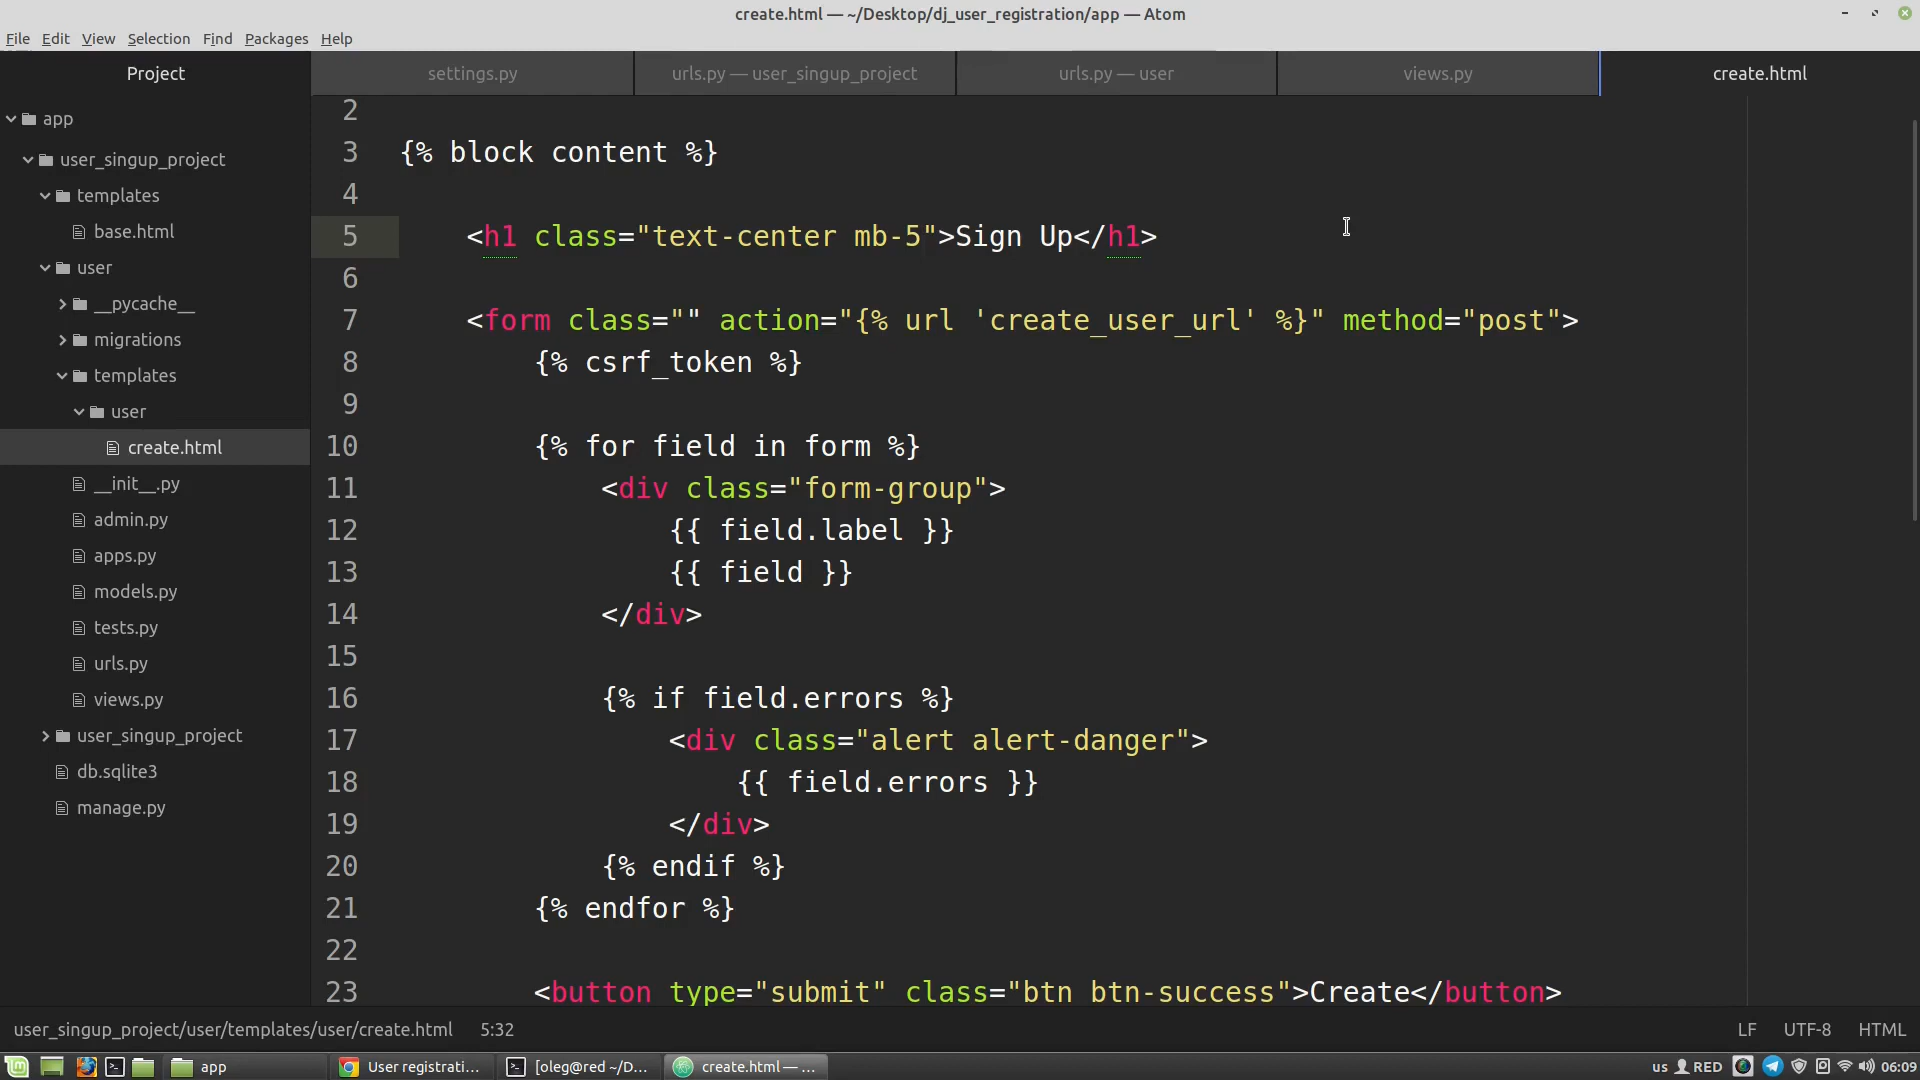 create.html — ~/Desktop/dj_user_registration/app — Atom
File Edit View Selection Find Packages Help
Project
settings.py
urls.py — user_singup_project
urls.py — user
views.py
create.html
app
user_singup_project
templates
base.html
user
__pycache__
migrations
templates
user
create.html
__init__.py
admin.py
apps.py
models.py
tests.py
urls.py
views.py
user_singup_project
db.sqlite3
manage.py
2
3 {% block content %}
4
5 <h1 class="text-center mb-5">Sign Up</h1>
6
7 <form class="" action="{% url 'create_user_url' %}" method="post">
8 {% csrf_token %}
9
10 {% for field in form %}
11 <div class="form-group">
12 {{ field.label }}
13 {{ field }}
14 </div>
15
16 {% if field.errors %}
17 <div class="alert alert-danger">
18 {{ field.errors }}
19 </div>
20 {% endif %}
21 {% endfor %}
22
23 <button type="submit" class="btn btn-success">Create</button>
user_singup_project/user/templates/user/create.html 5:32 LF UTF-8 HTML
app User registrati... [oleg@red ~/D... create.html — ... us RED 06:09